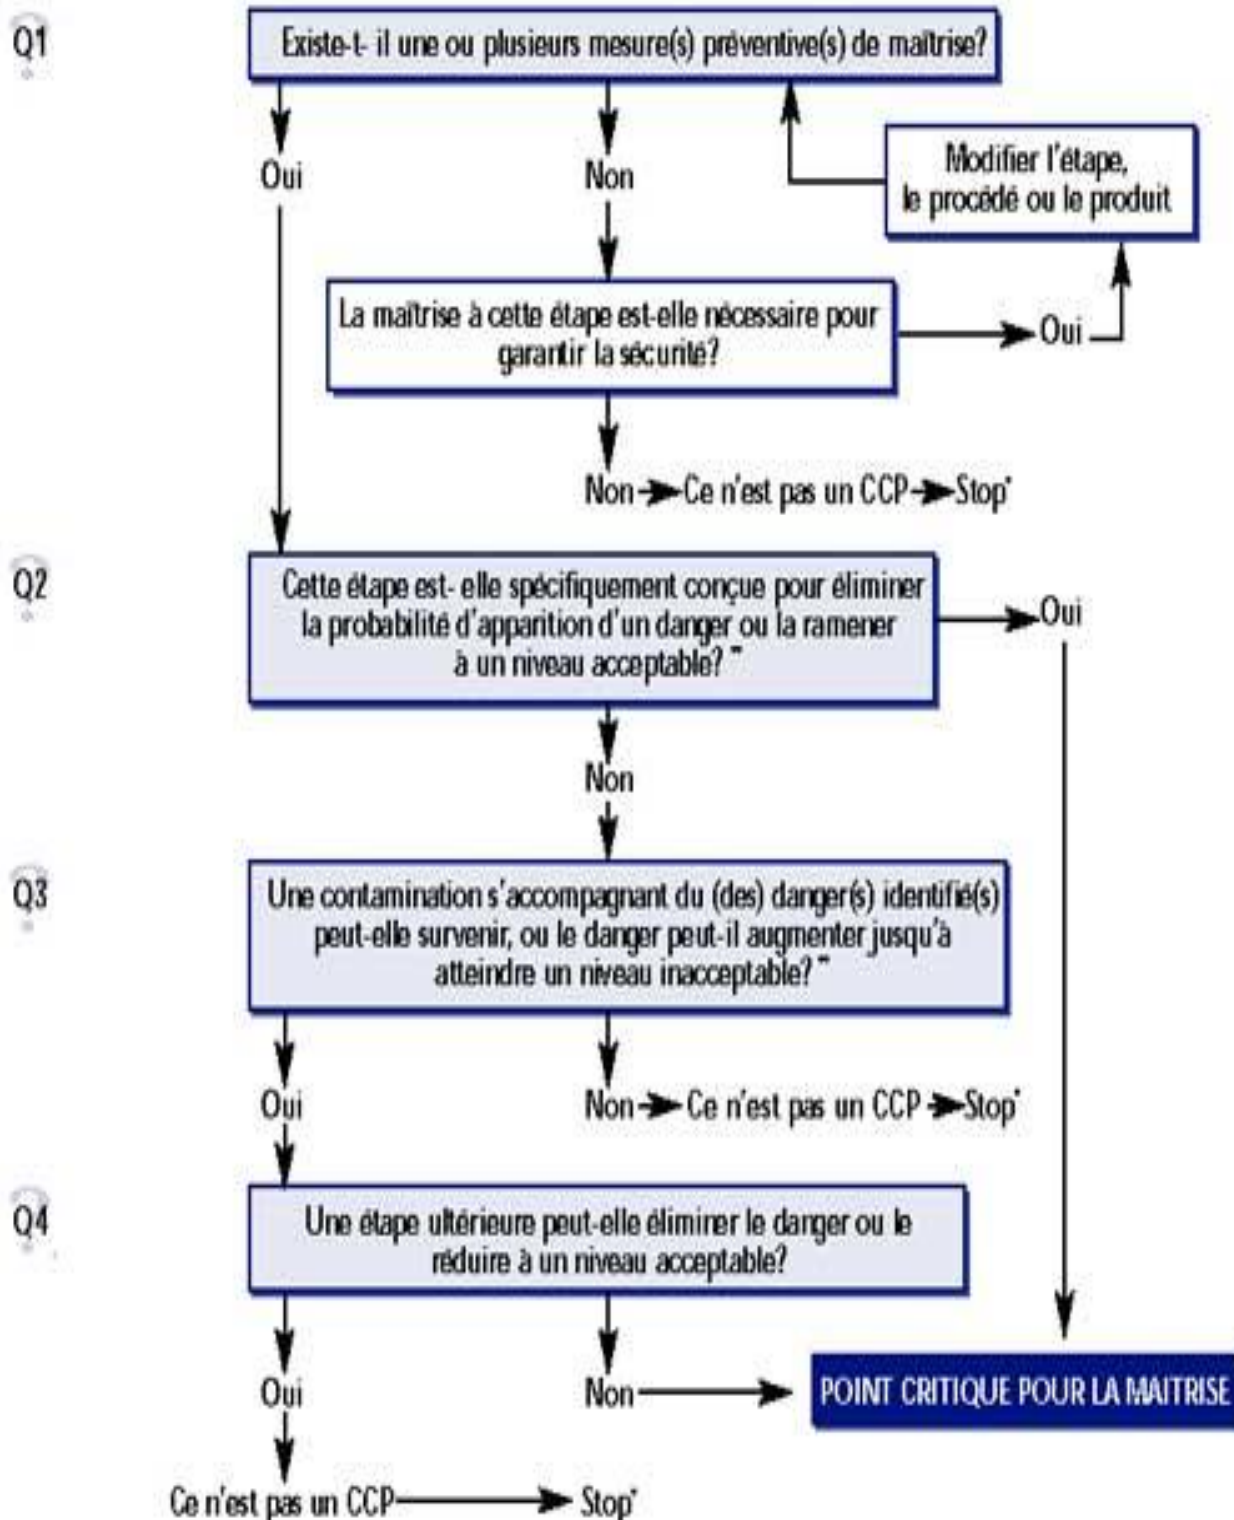 Q1
Existe-t- il une ou plusieurs mesure(s) préventive(s) de maîtrise?
Oui
Non
Modifier l'étape,
le procédé ou le produit
La maîtrise à cette étape est-elle nécessaire pour
garantir la sécurité?
Oui
Non
Ce n'est pas un CCP
Stop*
Q2
Cette étape est- elle spécifiquement conçue pour éliminer
la probabilité d'apparition d'un danger ou la ramener
à un niveau acceptable? **
Oui
Non
Q3
Une contamination s'accompagnant du (des) danger(s) identifié(s)
peut-elle survenir, ou le danger peut-il augmenter jusqu'à
atteindre un niveau inacceptable? **
Oui
Non
Ce n'est pas un CCP
Stop*
Q4
Une étape ultérieure peut-elle éliminer le danger ou le
réduire à un niveau acceptable?
Oui
Non
POINT CRITIQUE POUR LA MAITRISE
Ce n'est pas un CCP
Stop*